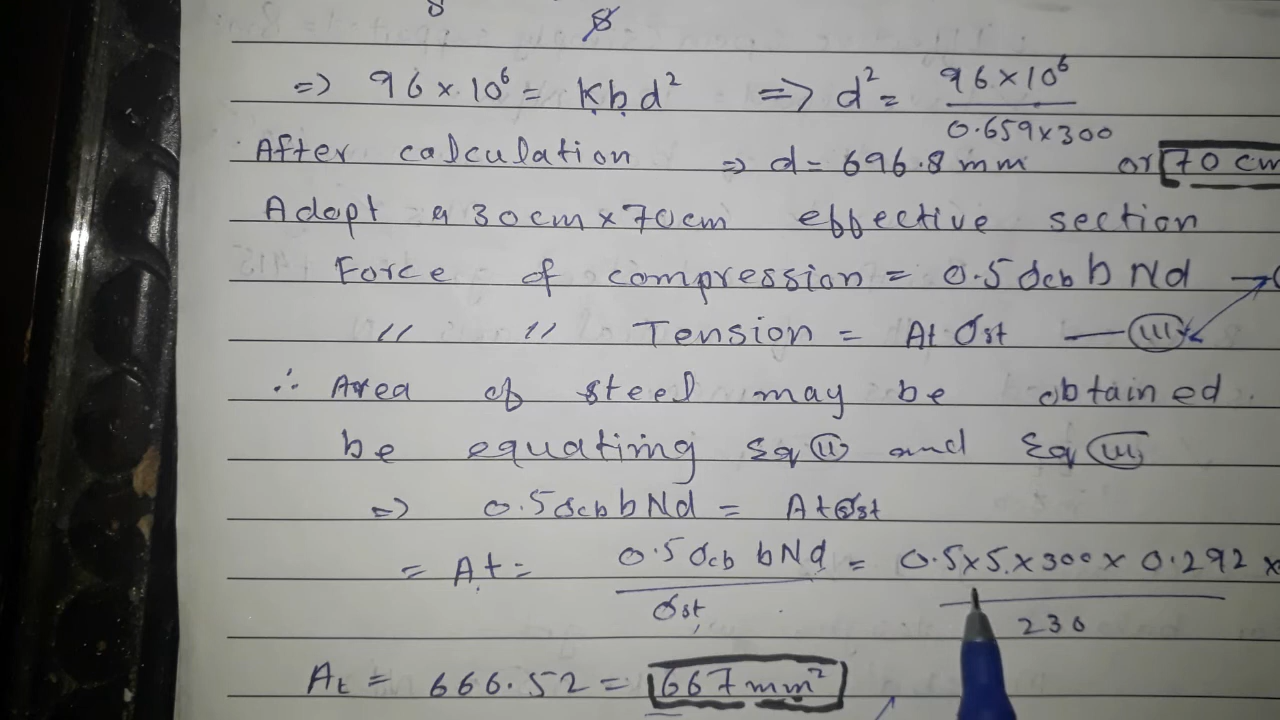 8 8
=> 96 × 10⁶ = Kbd² => d² = 96 × 10⁶ / 0.659 × 300
After calculation => d = 696.8 mm or 70 cm
Adopt a 30cm × 70cm effective section
Force of compression = 0.5 σcb b Nd →
" " Tension = At σst — (III)
∴ Area of steel may be obtained.
be equating Eq (II) and Eq (III)
=> 0.5 σcb b Nd = At σst
= At = 0.5 σcb b Nd / σst = 0.5 × 5 × 300 × 0.292 × / 230
At = 666.52 = 667 mm²